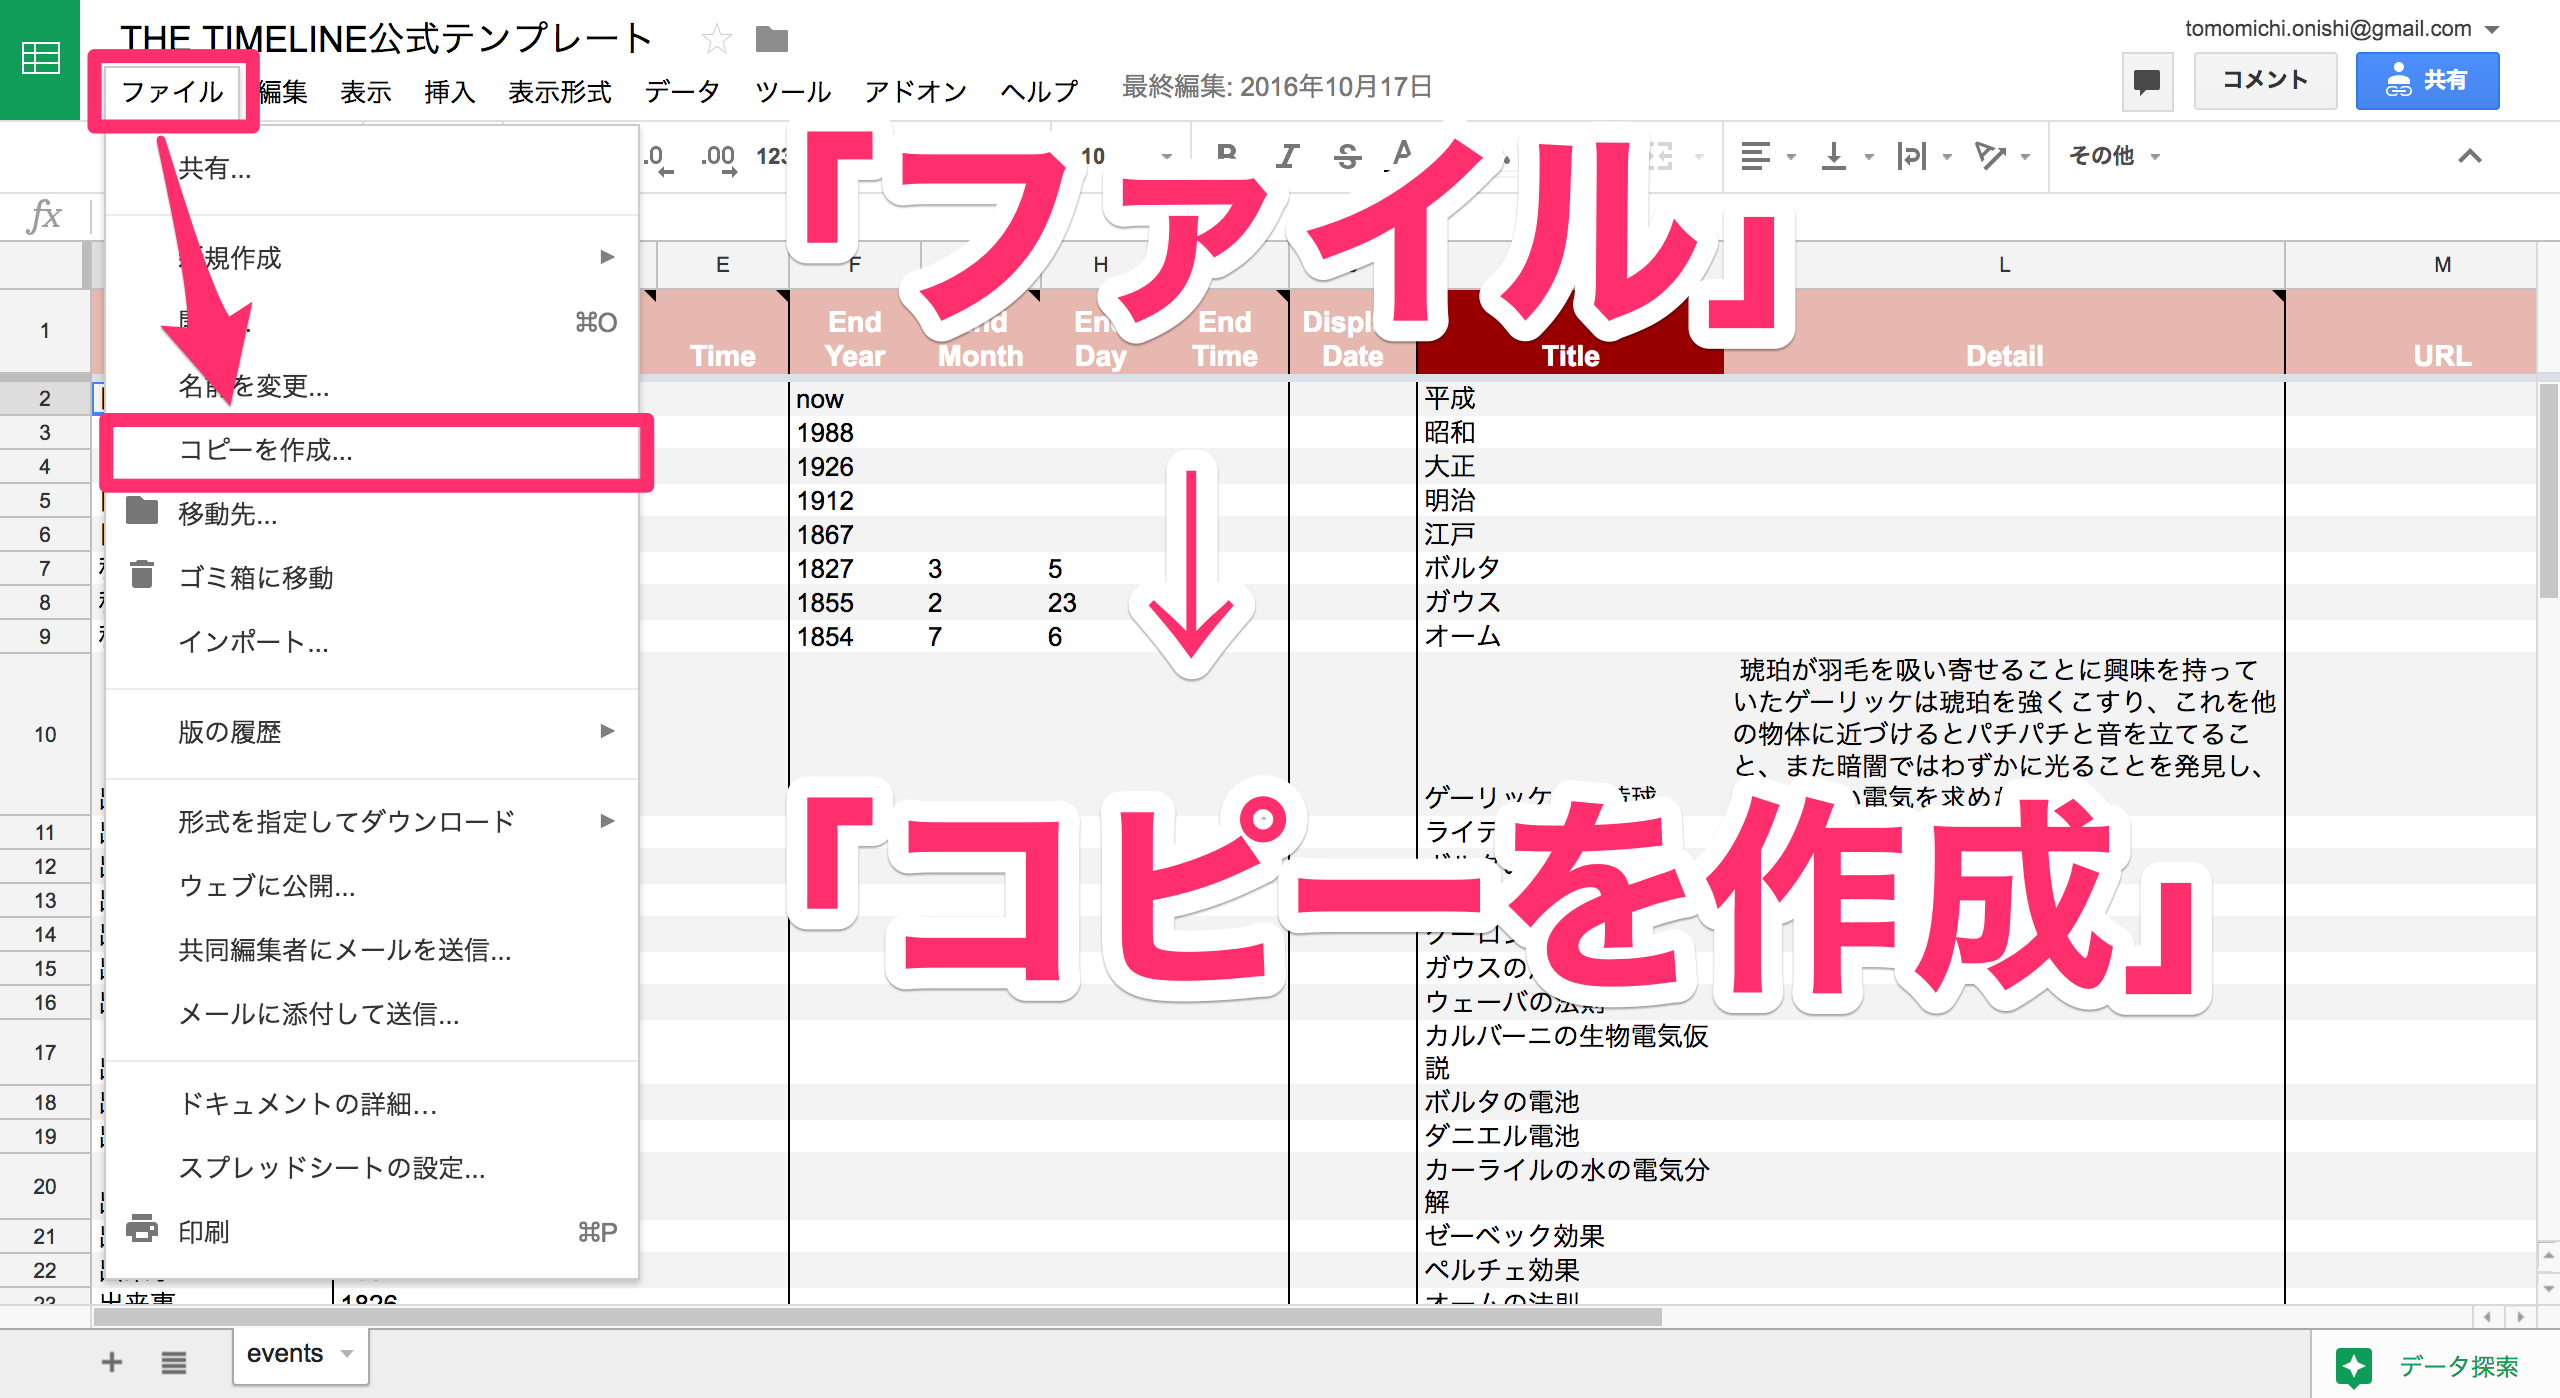 THE TIMELINE公式テンプレート
tomomichi.onishi@gmail.com
ファイル 編集 表示 挿入 表示形式 データ ツール アドオン ヘルプ 最終編集: 2016年10月17日
コメント
共有
.0 .00 123 10 B I S A その他
fx
共有...
新規作成
⌘O
名前を変更...
コピーを作成...
移動先...
ゴミ箱に移動
インポート...
版の履歴
形式を指定してダウンロード
ウェブに公開...
共同編集者にメールを送信...
メールに添付して送信...
ドキュメントの詳細...
スプレッドシートの設定...
印刷 ⌘P
「ファイル」
↓
「コピーを作成」
E F H L M
1 Time End Year End Month End Day End Time Display Date Title Detail URL
2 now 平成
3 1988 昭和
4 1926 大正
5 1912 明治
6 1867 江戸
7 1827 3 5 ボルタ
8 1855 2 23 ガウス
9 1854 7 6 オーム
琥珀が羽毛を吸い寄せることに興味を持って
いたゲーリッケは琥珀を強くこすり、これを他
10 の物体に近づけるとパチパチと音を立てるこ
と、また暗闇ではわずかに光ることを発見し、
ゲーリッケ 電気を求めた
11 ライデ
12
13
14
15 ガウスの
16 ウェーバの法則
17 カルバーニの生物電気仮
説
18 ボルタの電池
19 ダニエル電池
20 カーライルの水の電気分
解
21 ゼーベック効果
22 ペルチェ効果
23 出来事 1826 オームの法則
events
データ探索